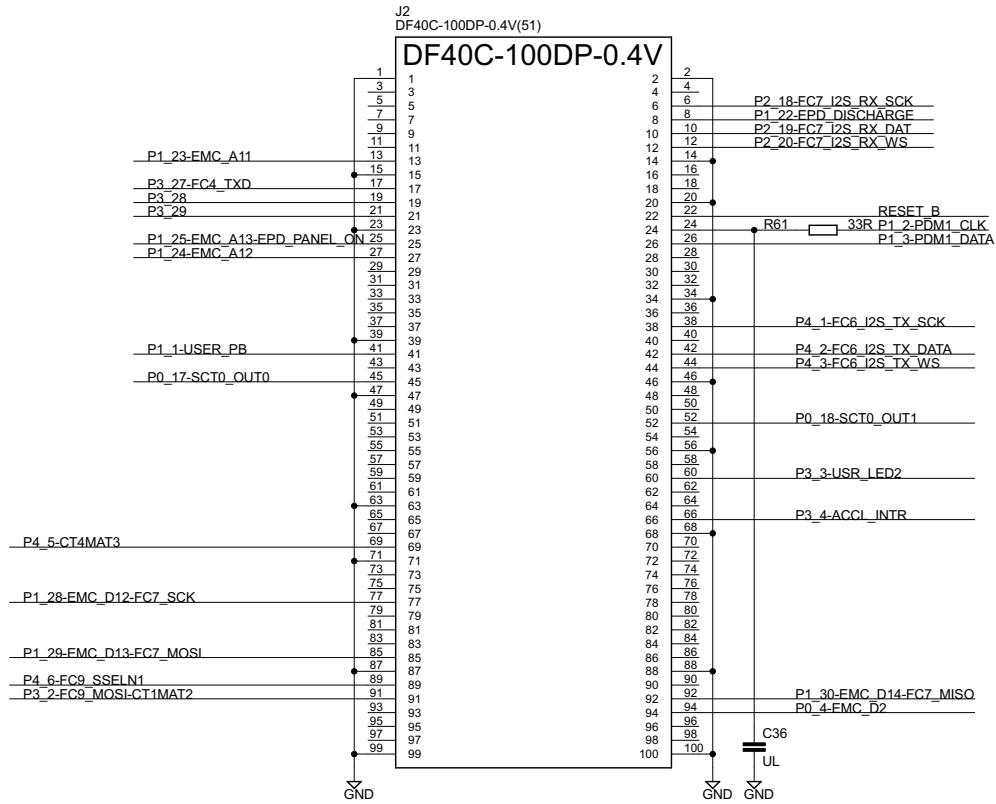 J2
DF40C-100DP-0.4V(51)
DF40C-100DP-0.4V
1 1 2 2
3 3 4 4
5 5 6 6 P2_18-FC7_I2S_RX_SCK
7 7 8 8 P1_22-EPD_DISCHARGE
9 9 10 10 P2_19-FC7_I2S_RX_DAT
11 11 12 12 P2_20-FC7_I2S_RX_WS
P1_23-EMC_A11 13 13 14 14
15 15 16 16
P3_27-FC4_TXD 17 17 18 18
P3_28 19 19 20 20
P3_29 21 21 22 22 RESET_B
23 23 24 24 R61 33R P1_2-PDM1_CLK
P1_25-EMC_A13-EPD_PANEL_ON 25 25 26 26 P1_3-PDM1_DATA
P1_24-EMC_A12 27 27 28 28
29 29 30 30
31 31 32 32
33 33 34 34
35 35 36 36
37 37 38 38 P4_1-FC6_I2S_TX_SCK
39 39 40 40
P1_1-USER_PB 41 41 42 42 P4_2-FC6_I2S_TX_DATA
43 43 44 44 P4_3-FC6_I2S_TX_WS
P0_17-SCT0_OUT0 45 45 46 46
47 47 48 48
49 49 50 50
51 51 52 52 P0_18-SCT0_OUT1
53 53 54 54
55 55 56 56
57 57 58 58
59 59 60 60 P3_3-USR_LED2
61 61 62 62
63 63 64 64
65 65 66 66 P3_4-ACCL_INTR
67 67 68 68
P4_5-CT4MAT3 69 69 70 70
71 71 72 72
73 73 74 74
75 75 76 76
P1_28-EMC_D12-FC7_SCK 77 77 78 78
79 79 80 80
81 81 82 82
83 83 84 84
P1_29-EMC_D13-FC7_MOSI 85 85 86 86
87 87 88 88
P4_6-FC9_SSELN1 89 89 90 90
P3_2-FC9_MOSI-CT1MAT2 91 91 92 92 P1_30-EMC_D14-FC7_MISO
93 93 94 94 P0_4-EMC_D2
95 95 96 96
97 97 98 98
99 99 100 100
C36
UL
GND GND GND